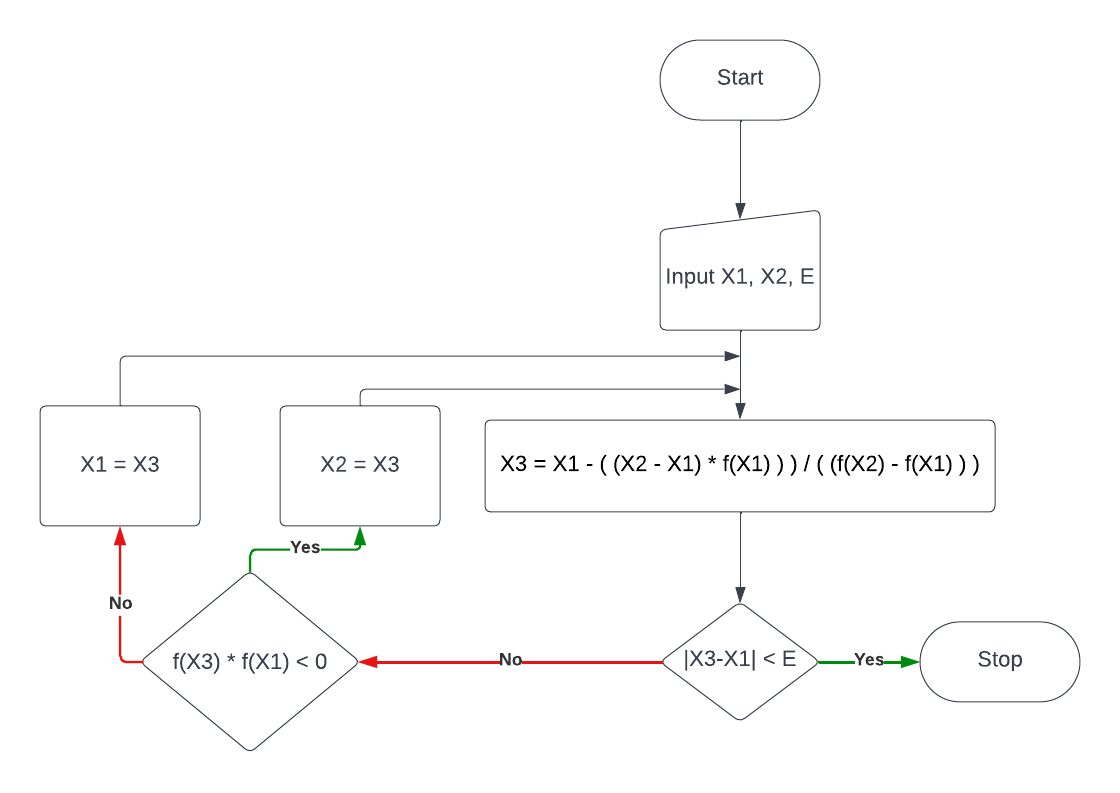 Start
Input X1, X2, E
X1 = X3
X2 = X3
X3 = X1 - ( (X2 - X1) * f(X1) ) ) / ( (f(X2) - f(X1) ) )
Yes
No
f(X3) * f(X1) < 0
No
|X3-X1| < E
Yes
Stop